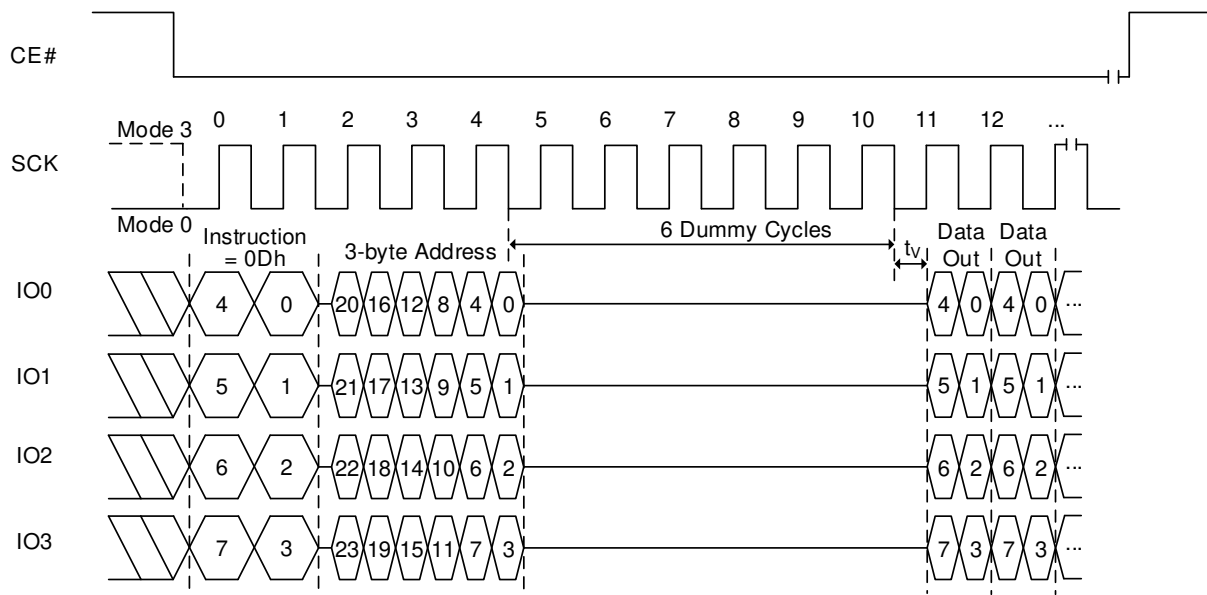 CE#
0 1 2 3 4 5 6 7 8 9 10 11 12 ...
Mode 3
SCK
Mode 0
Instruction
= 0Dh
3-byte Address
6 Dummy Cycles
tV
Data
Out
Data
Out
IO0 4 0 20 16 12 8 4 0 4 0 4 0 ...
IO1 5 1 21 17 13 9 5 1 5 1 5 1 ...
IO2 6 2 22 18 14 10 6 2 6 2 6 2 ...
IO3 7 3 23 19 15 11 7 3 7 3 7 3 ...